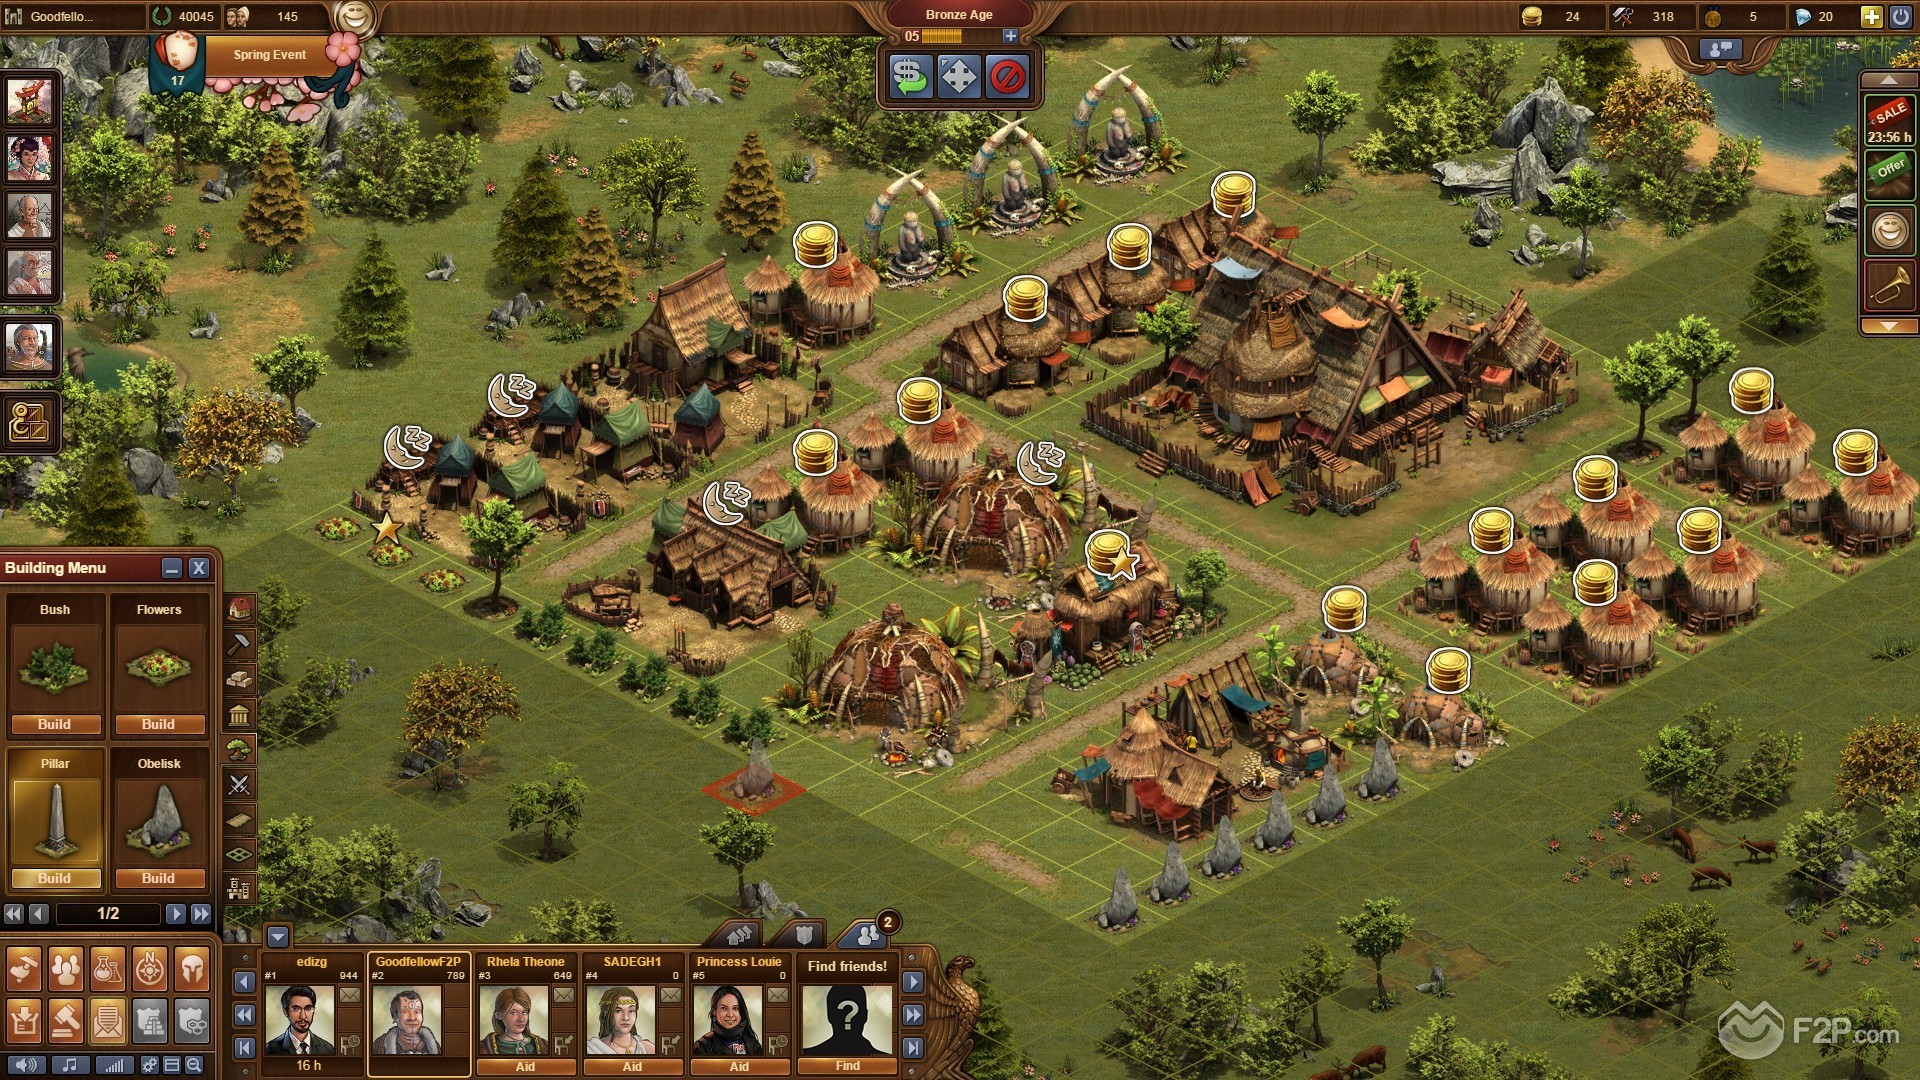 Goodfello...
40045
145
Bronze Age
05
24
318
5
20
17
Spring Event
SALE
23:56 h
Offer
Building Menu
X
Bush
Flowers
Build
Build
Pillar
Obelisk
Build
Build
1/2
N
2
edizg
#1 944
16 h
GoodfellowF2P
#2 789
Rhela Theone
#3 649
Aid
SADEGH1
#4 0
Aid
Princess Louie
#5 0
Aid
Find friends!
?
Find
F2P.com